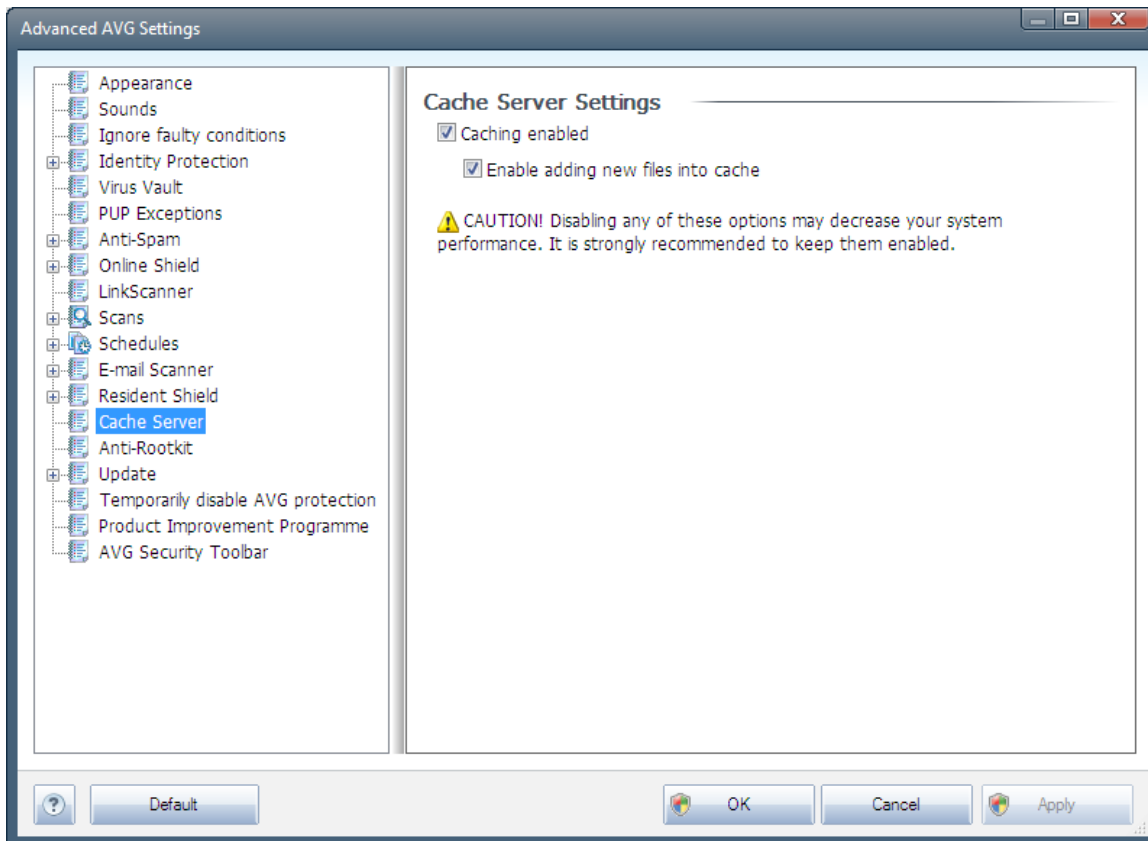 Advanced AVG Settings
Appearance
Sounds
Ignore faulty conditions
Identity Protection
Virus Vault
PUP Exceptions
Anti-Spam
Online Shield
LinkScanner
Scans
Schedules
E-mail Scanner
Resident Shield
Cache Server
Anti-Rootkit
Update
Temporarily disable AVG protection
Product Improvement Programme
AVG Security Toolbar
Cache Server Settings
Caching enabled
Enable adding new files into cache
CAUTION! Disabling any of these options may decrease your system
performance. It is strongly recommended to keep them enabled.
?
Default
OK
Cancel
Apply